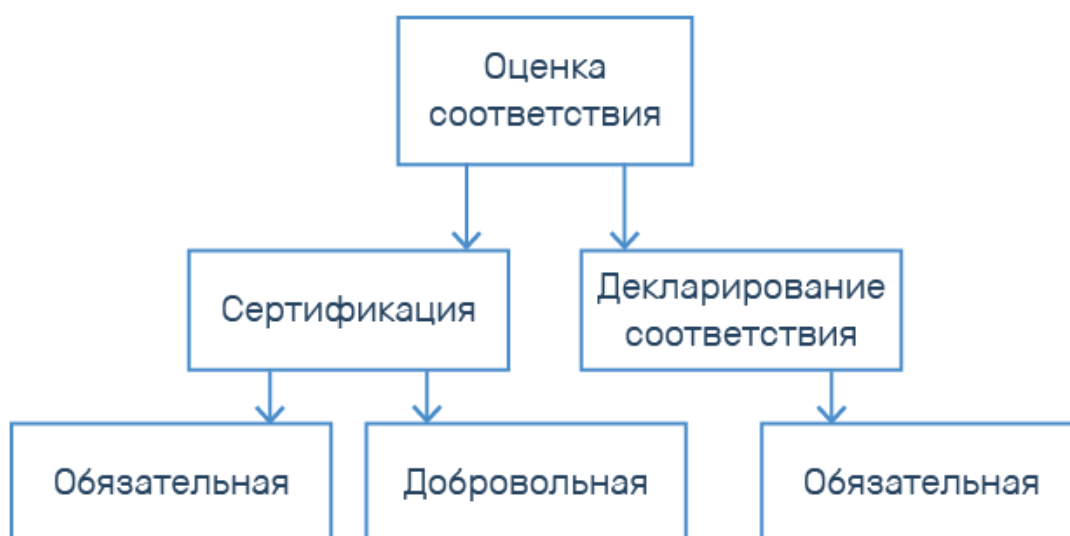 Оценка
соответствия
Сертификация
Декларирование
соответствия
Обязательная
Добровольная
Обязательная